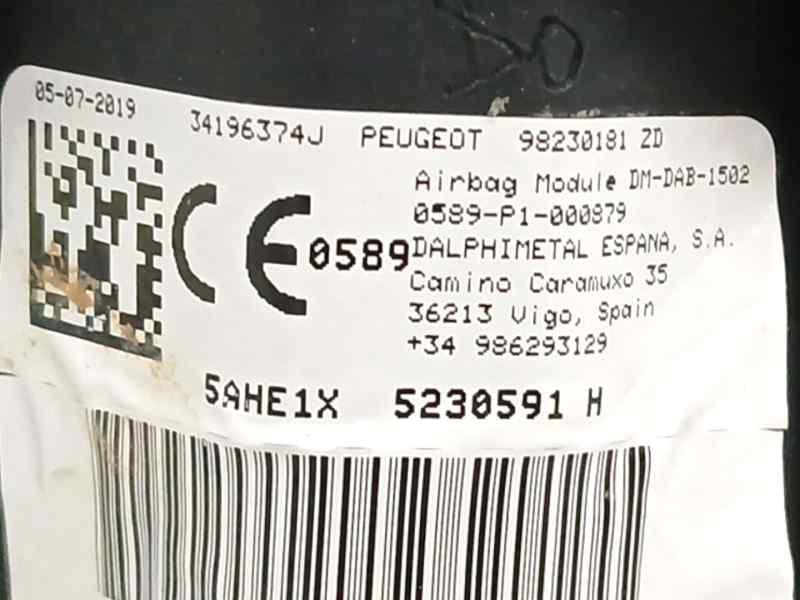 05-07-2019
34196374J PEUGEOT 98230181 ZD
Airbag Module DM-DAB-1502
0589-P1-000879
CE 0589 DALPHIMETAL ESPANA, S.A.
Camino Caramuxo 35
36213 Vigo, Spain
+34 986293129
5AHE1X 5230591 H